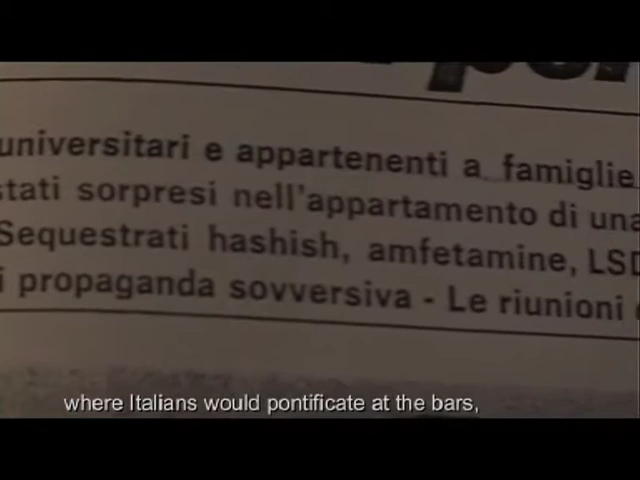 universitari e appartenenti a famiglie
stati sorpresi nell'appartamento di una
Sequestrati hashish, amfetamine, LSD
i propaganda sovversiva - Le riunioni
where Italians would pontificate at the bars,